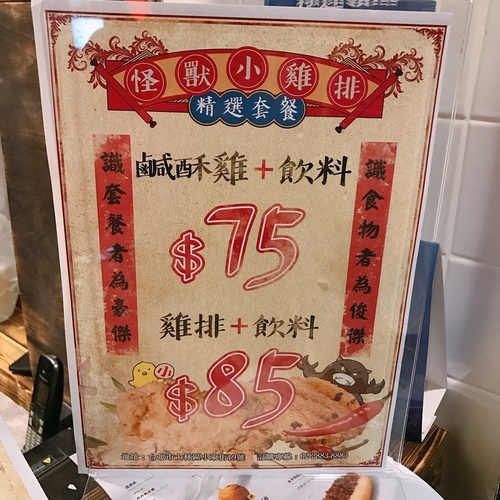 怪獸小雞排
精選套餐
鹹酥雞+飲料
$75
識套餐者為豪傑
識食物者為俊傑
雞排+飲料
$85
小